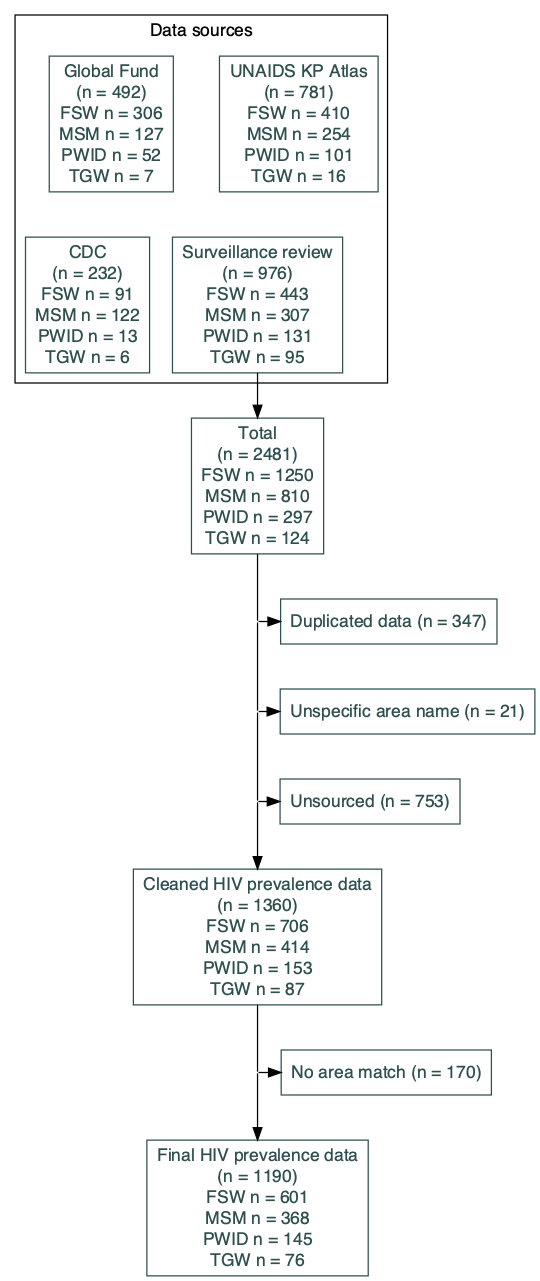 Data sources
Global Fund
(n = 492)
FSW n = 306
MSM n = 127
PWID n = 52
TGW n = 7
UNAIDS KP Atlas
(n = 781)
FSW n = 410
MSM n = 254
PWID n = 101
TGW n = 16
CDC
(n = 232)
FSW n = 91
MSM n = 122
PWID n = 13
TGW n = 6
Surveillance review
(n = 976)
FSW n = 443
MSM n = 307
PWID n = 131
TGW n = 95
Total
(n = 2481)
FSW n = 1250
MSM n = 810
PWID n = 297
TGW n = 124
Duplicated data (n = 347)
Unspecific area name (n = 21)
Unsourced (n = 753)
Cleaned HIV prevalence data
(n = 1360)
FSW n = 706
MSM n = 414
PWID n = 153
TGW n = 87
No area match (n = 170)
Final HIV prevalence data
(n = 1190)
FSW n = 601
MSM n = 368
PWID n = 145
TGW n = 76